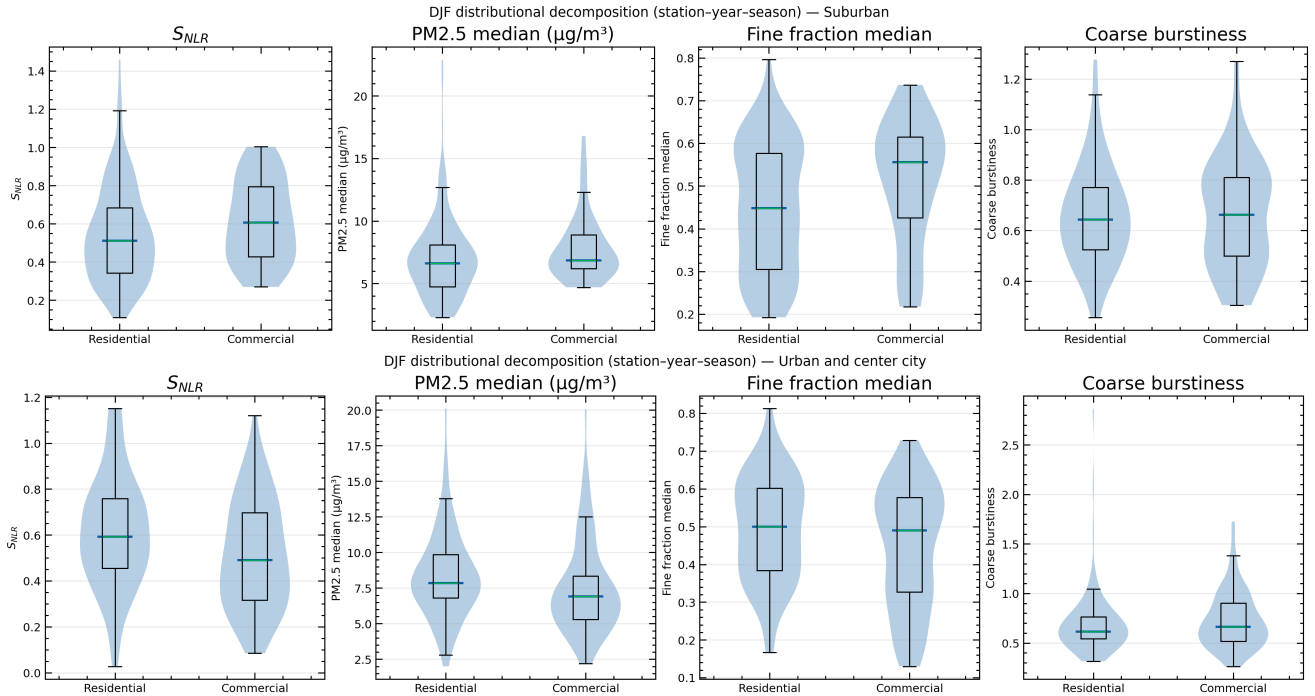 DJF distributional decomposition (station–year–season) — Suburban
S_NLR
PM2.5 median (μg/m³)
Fine fraction median
Coarse burstiness
S_NLR
1.4
1.2
1.0
0.8
0.6
0.4
0.2
Residential
Commercial
PM2.5 median (μg/m³)
20
15
10
5
Residential
Commercial
Fine fraction median
0.8
0.7
0.6
0.5
0.4
0.3
0.2
Residential
Commercial
Coarse burstiness
1.2
1.0
0.8
0.6
0.4
Residential
Commercial
DJF distributional decomposition (station–year–season) — Urban and center city
S_NLR
PM2.5 median (μg/m³)
Fine fraction median
Coarse burstiness
S_NLR
1.2
1.0
0.8
0.6
0.4
0.2
0.0
Residential
Commercial
PM2.5 median (μg/m³)
20.0
17.5
15.0
12.5
10.0
7.5
5.0
2.5
Residential
Commercial
Fine fraction median
0.8
0.7
0.6
0.5
0.4
0.3
0.2
0.1
Residential
Commercial
Coarse burstiness
2.5
2.0
1.5
1.0
0.5
Residential
Commercial